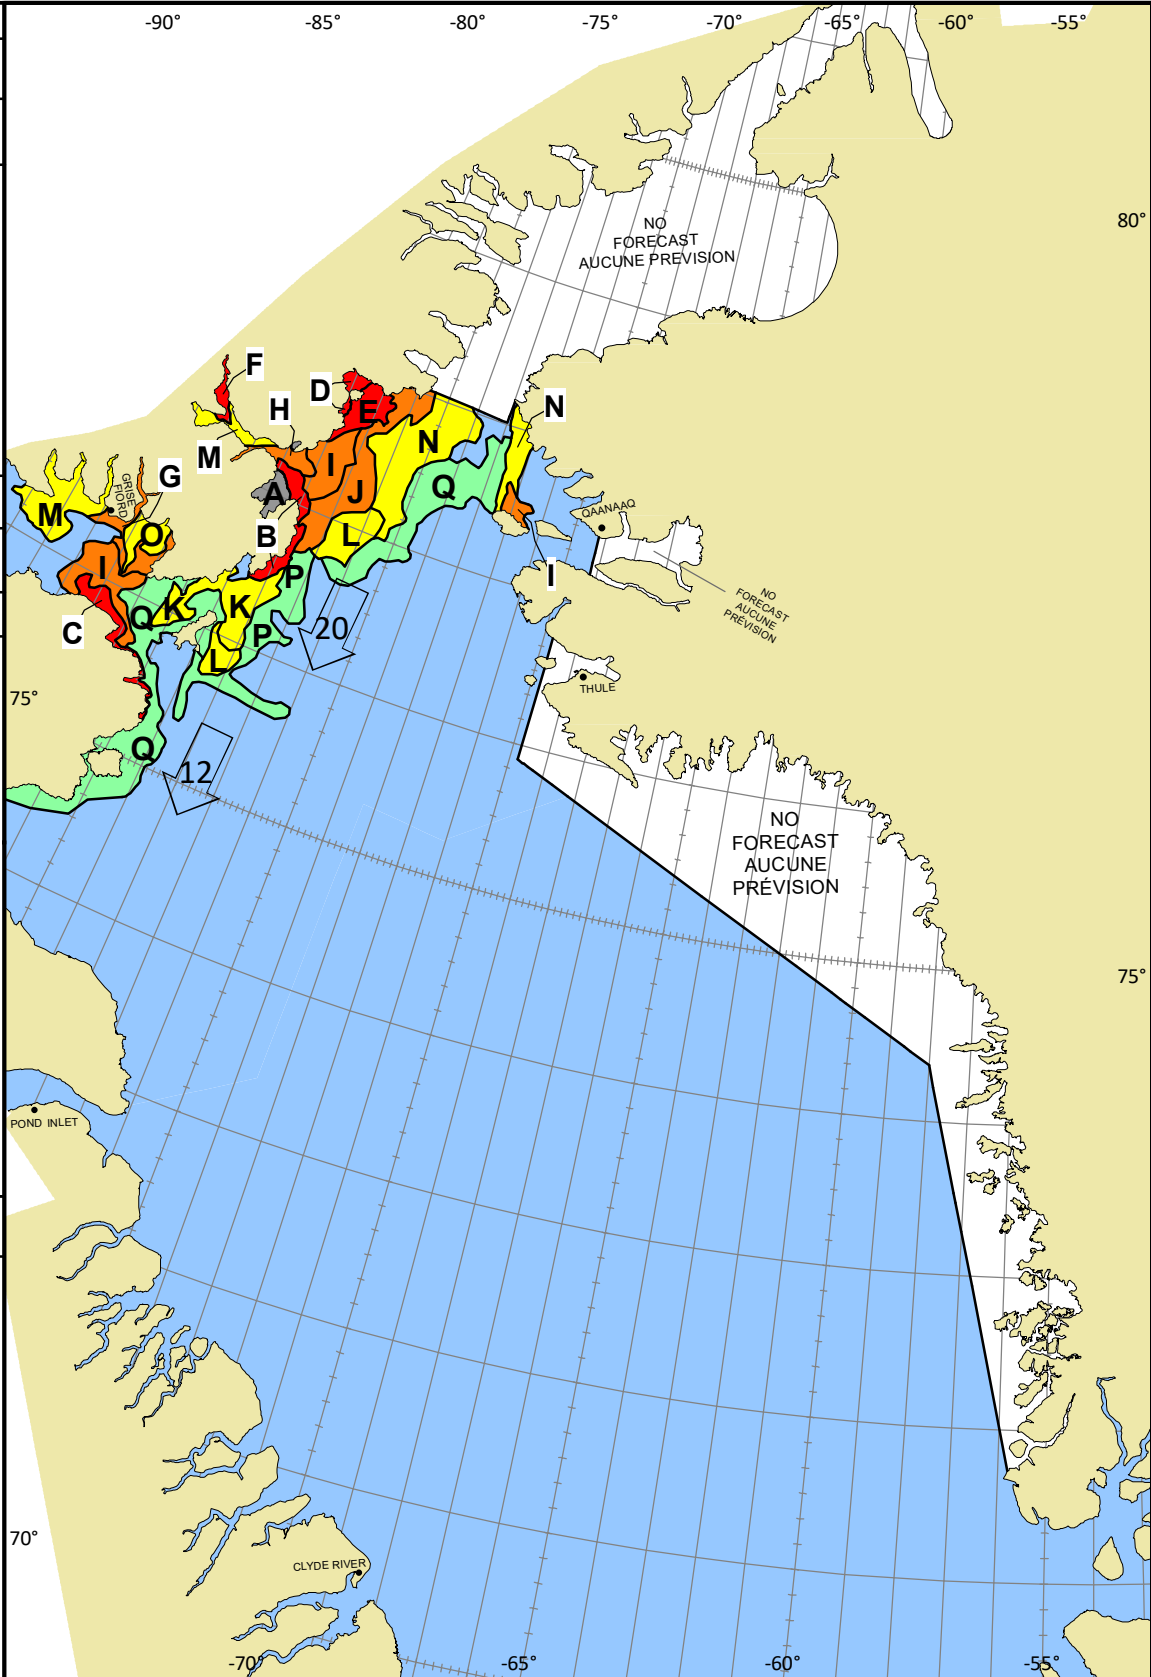 -90° -85° -80° -75° -70° -65° -60° -55°
80°
NO
FORECAST
AUCUNE PREVISION
F
D
H
E
N
N
M
G
I
GRISE
FIORD
A
J
Q
M
O
B
L
QAANAAQ
I
P
I
K
K
Q
NO
FORECAST
AUCUNE
PRÉVISION
C
P
20
L
75°
THULE
Q
12
NO
FORECAST
AUCUNE
PRÉVISION
75°
POND INLET
70°
CLYDE RIVER
-70° -65° -60° -55°